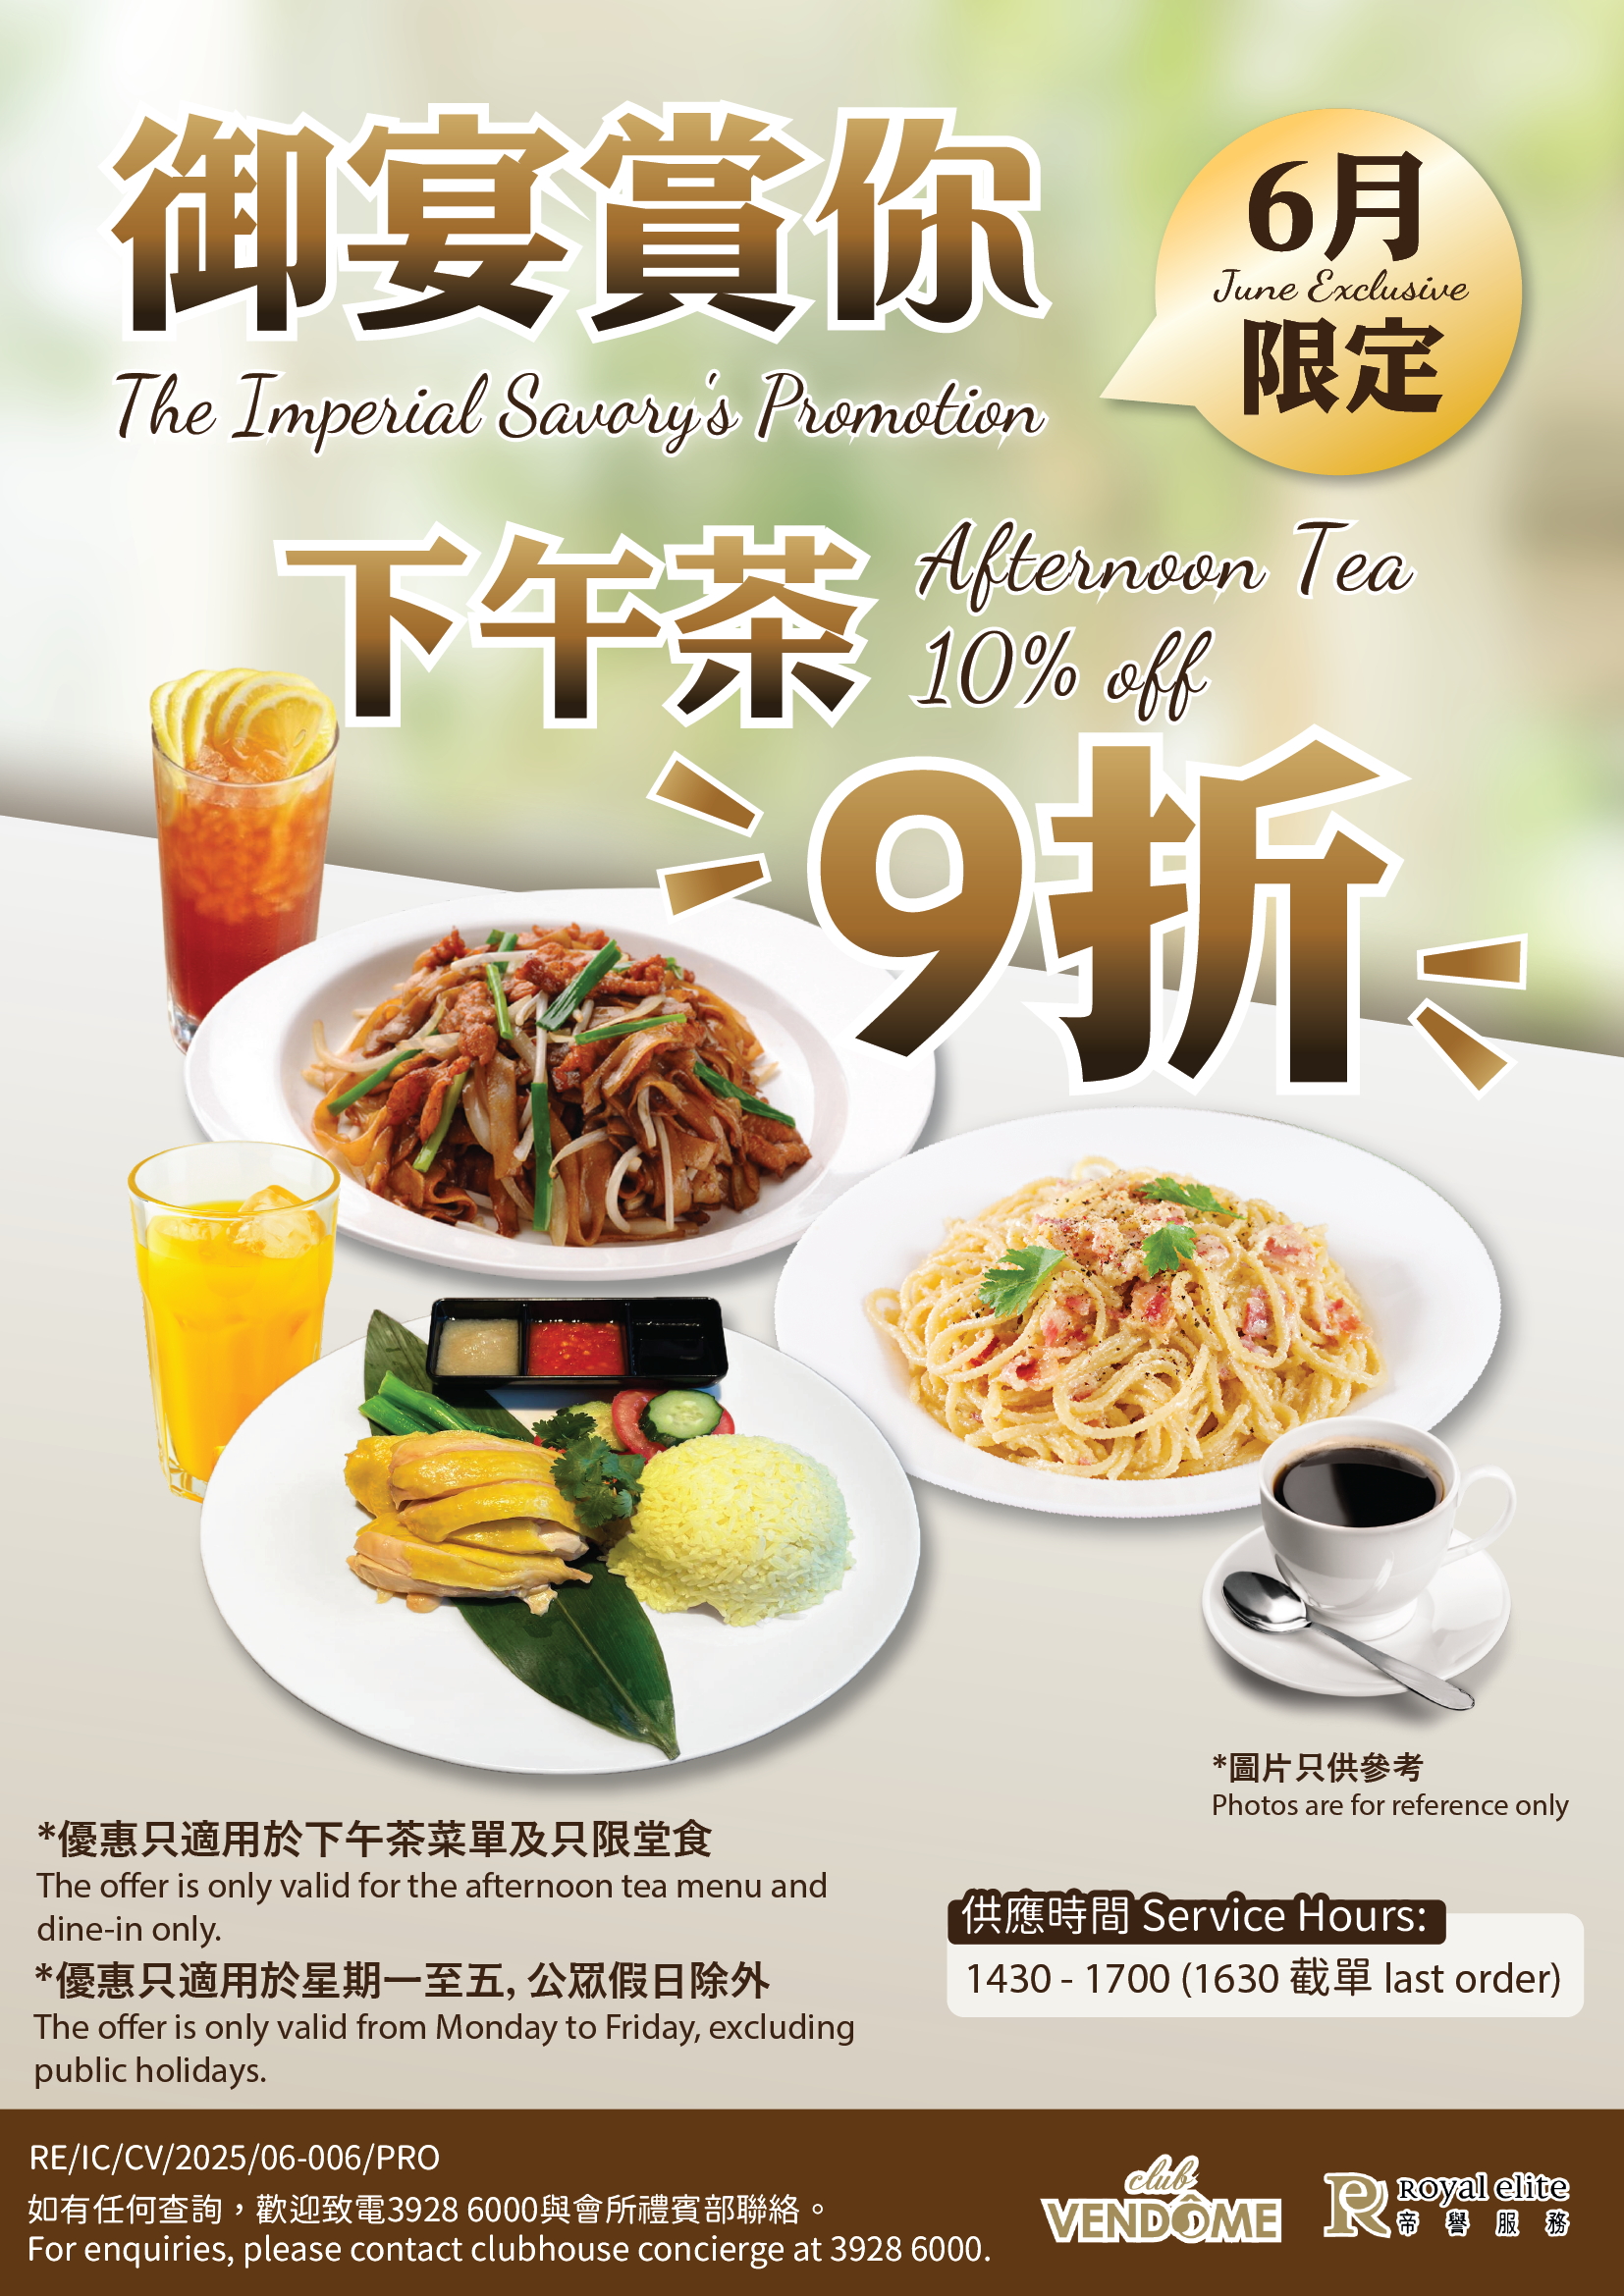 御宴賞你
The Imperial Savory's Promotion
6月
June Exclusive
限定
下午茶
Afternoon Tea
10% off
9折
*圖片只供參考
Photos are for reference only
*優惠只適用於下午茶菜單及只限堂食
The offer is only valid for the afternoon tea menu and
dine-in only.
*優惠只適用於星期一至五, 公眾假日除外
The offer is only valid from Monday to Friday, excluding
public holidays.
供應時間 Service Hours:
1430 - 1700 (1630 截單 last order)
RE/IC/CV/2025/06-006/PRO
如有任何查詢，歡迎致電3928 6000與會所禮賓部聯絡。
For enquiries, please contact clubhouse concierge at 3928 6000.
club
VENDÔME
Royal elite
帝譽服務